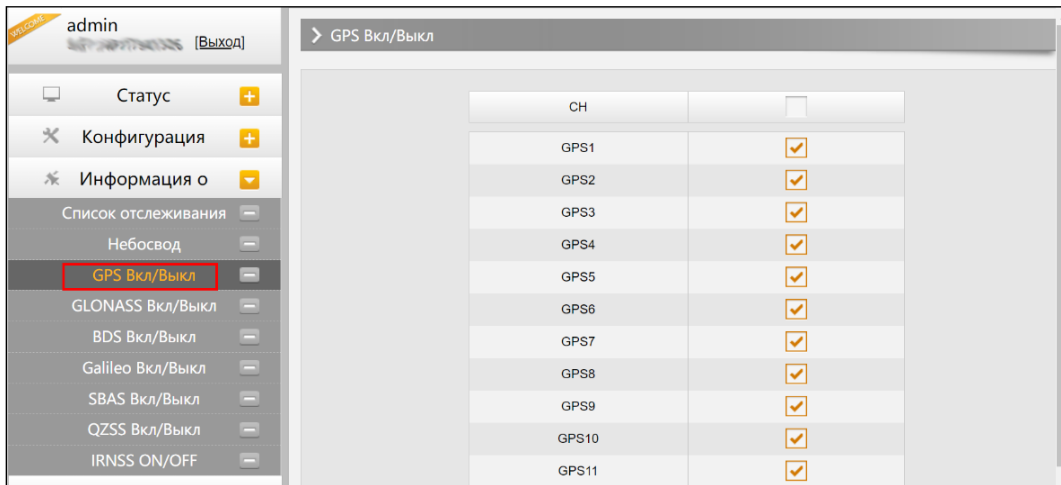 WELCOME
admin
[Выход]
Статус
Конфигурация
Информация о
Список отслеживания
Небосвод
GPS Вкл/Выкл
GLONASS Вкл/Выкл
BDS Вкл/Выкл
Galileo Вкл/Выкл
SBAS Вкл/Выкл
QZSS Вкл/Выкл
IRNSS ON/OFF
GPS Вкл/Выкл
CH
GPS1
GPS2
GPS3
GPS4
GPS5
GPS6
GPS7
GPS8
GPS9
GPS10
GPS11